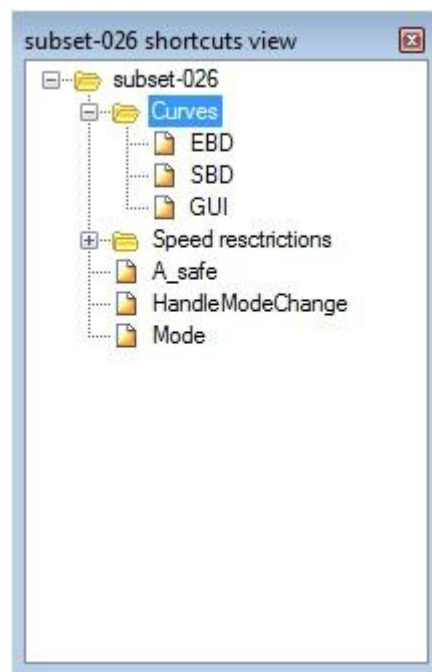 subset-026 shortcuts view
subset-026
Curves
EBD
SBD
GUI
Speed resctrictions
A_safe
HandleModeChange
Mode